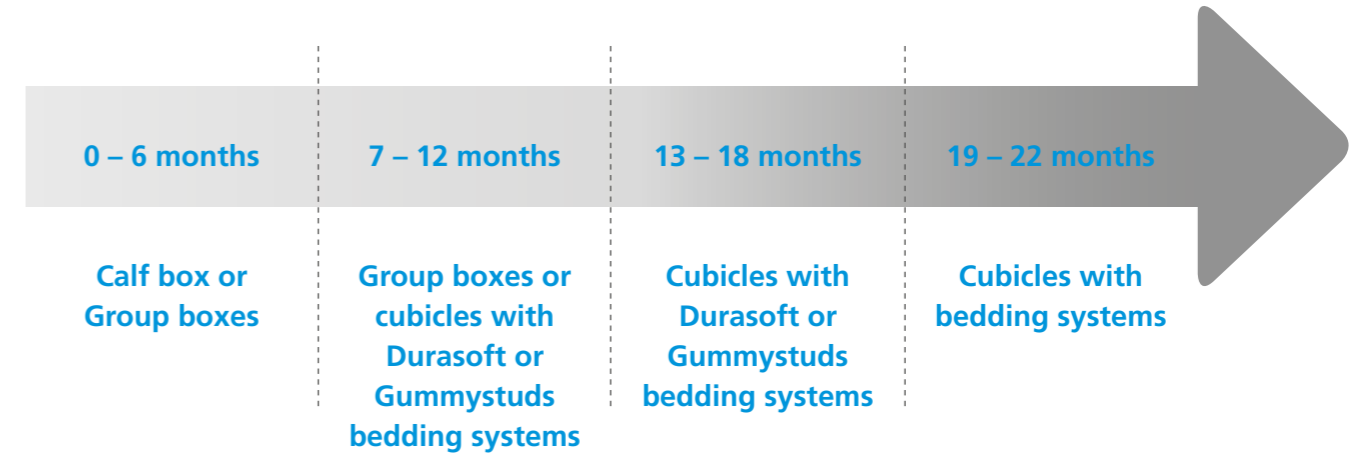 0 – 6 months
7 – 12 months
13 – 18 months
19 – 22 months
Calf box or
Group boxes
Group boxes or
cubicles with
Durasoft or
Gummystuds
bedding systems
Cubicles with
Durasoft or
Gummystuds
bedding systems
Cubicles with
bedding systems